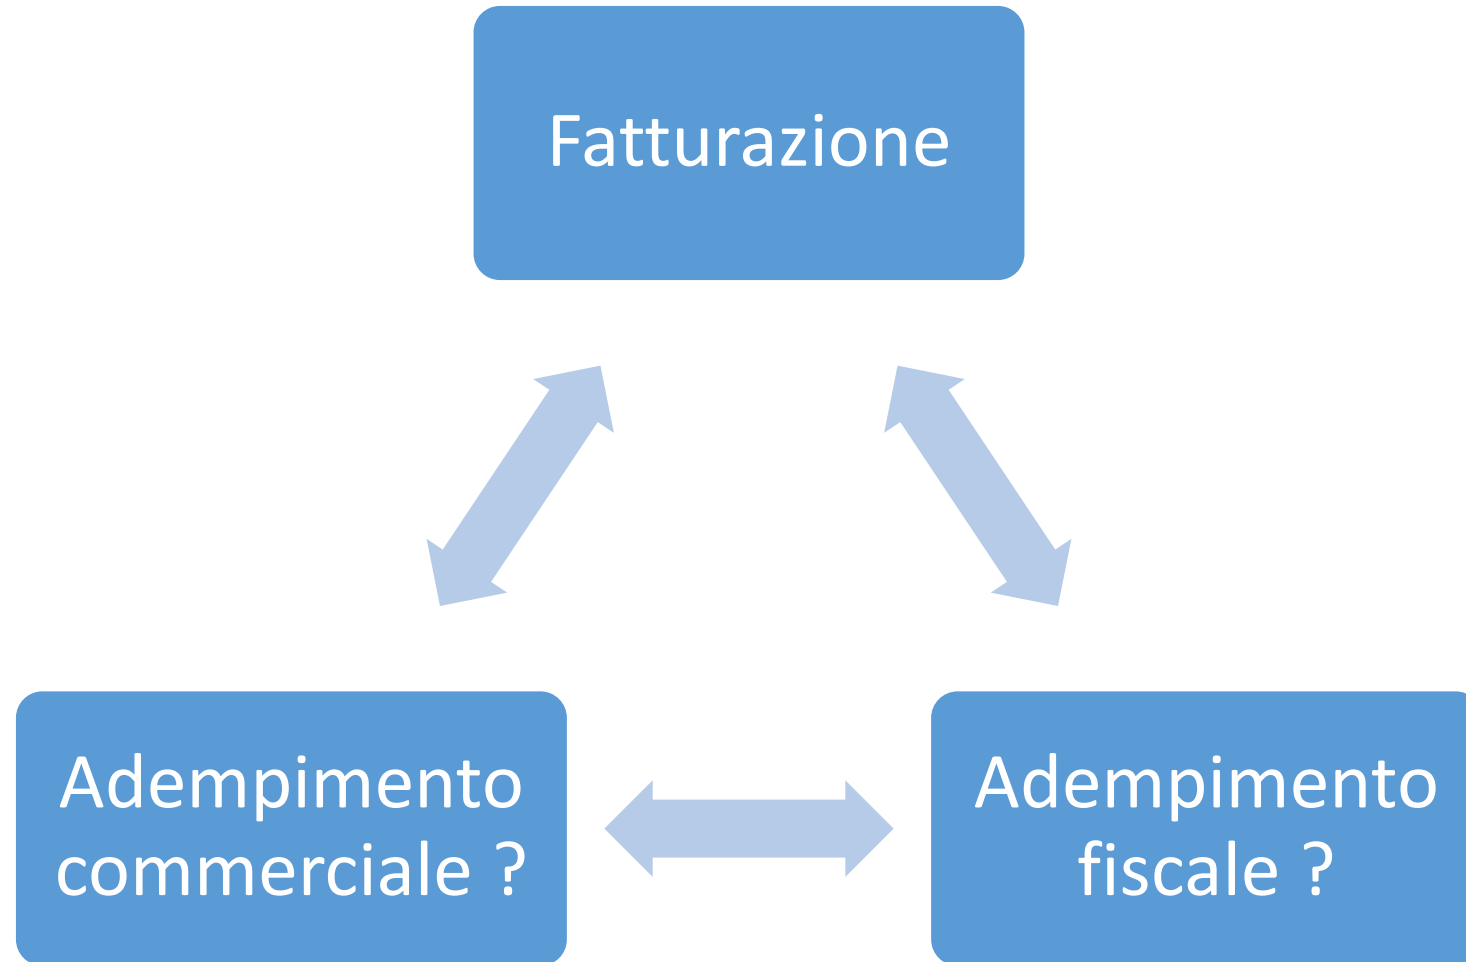 Fatturazione
Adempimento
commerciale ?
Adempimento
fiscale ?